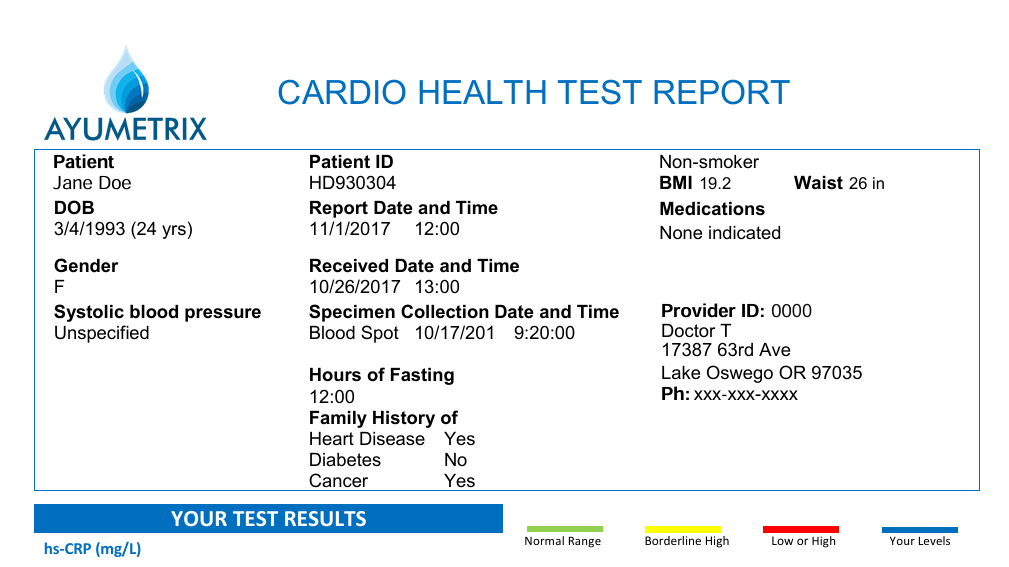 AYUMETRIX
CARDIO HEALTH TEST REPORT
Patient
Jane Doe
DOB
3/4/1993 (24 yrs)
Gender
F
Systolic blood pressure
Unspecified
Patient ID
HD930304
Report Date and Time
11/1/2017 12:00
Received Date and Time
10/26/2017 13:00
Specimen Collection Date and Time
Blood Spot 10/17/201 9:20:00
Hours of Fasting
12:00
Family History of
Heart Disease Yes
Diabetes No
Cancer Yes
Non-smoker
BMI 19.2 Waist 26 in
Medications
None indicated
Provider ID: 0000
Doctor T
17387 63rd Ave
Lake Oswego OR 97035
Ph: xxx-xxx-xxxx
YOUR TEST RESULTS
Normal Range Borderline High Low or High Your Levels
hs-CRP (mg/L)